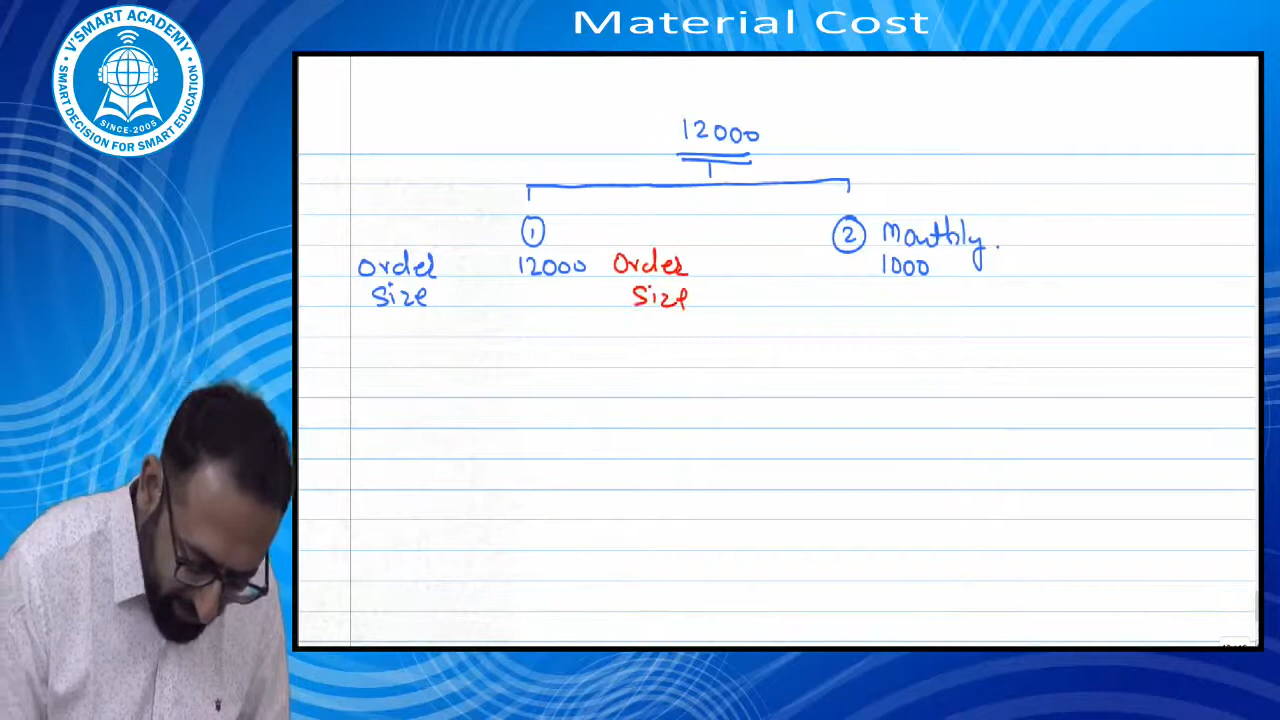 Material Cost
V'SMART ACADEMY
SINCE-2005
SMART DECISION FOR SMART EDUCATION
12000
1
2 Monthly.
Order 12000 Order 1000
Size Size